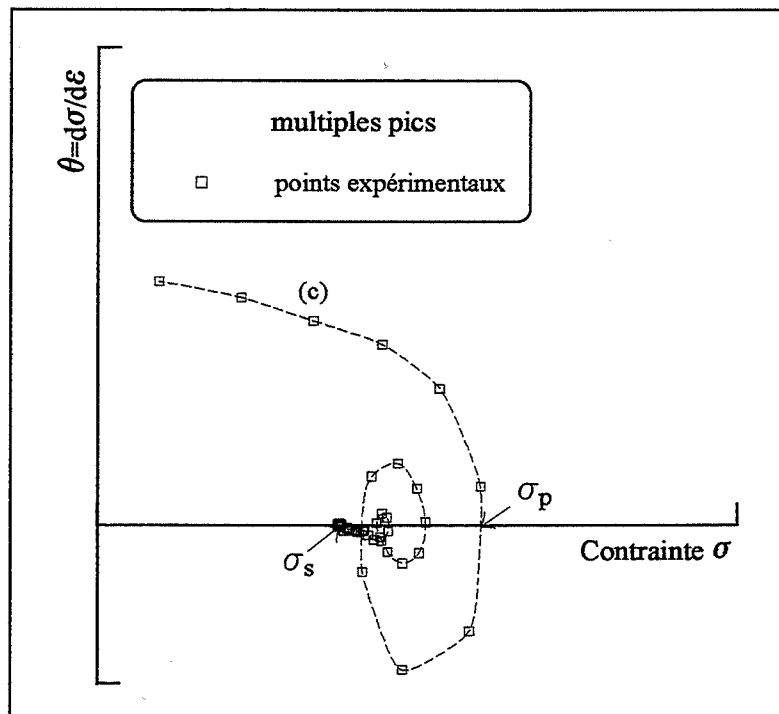 θ=dσ/dε
multiples pics
points expérimentaux
(c)
σp
σs
Contrainte σ